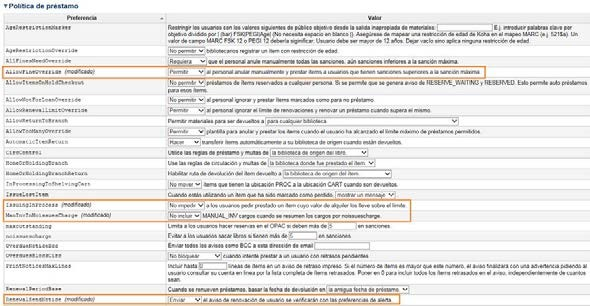 Política de préstamo
Preferencia Valor
AgeRestrictionMarker Restringir los usuarios con los valores siguientes de público objetivo desde la salida inapropiada de materiales: E.j. introducir palabras clave por
objetivo dividido por | (bar) FSK|PEGI|Age| (No necesita espacio en blanco |). Asegúrese de mapear una restricción de edad de Koha en el mapeo MARC (e.j. 521$a). Un
valor de campo MARC FSK 12 o PEGI 12 debería significar: Usuario debe ser mayor de 12 años. Dejar vacío sino aplica ninguna restricción de edad.
AgeRestrictionOverride No permitir bibliotecarios registrar un ítem con restricción de edad.
AllFinesNeedOverride Requiera que el personal anule manualmente todas las sanciones, aún sanciones inferiores a la sanción máxima.
AllowFineOverride (modificado) Permitir al personal anular manualmente y prestar ítems a usuarios que tienen sanciones superiores a la sanción máxima.
AllowItemsOnHoldCheckout No permitir préstamos de ítems reservados a cualquier persona. Si se permite que se genera aviso de RESERVE_WAITING y RESERVED. Esto permite auto préstamos
para esos ítems.
AllowNotForLoanOverride No permitir al personal ignorar y prestar ítems marcados como para no préstamo.
AllowRenewalLimitOverride Permitir al personal ignorar el límite de renovaciones y renovar un préstamo cuando supera el mismo.
AllowReturnToBranch Permitir materiales para ser devueltos a para cualquier biblioteca
AllowTooManyOverride Permitir plantilla para anular y prestar los ítems cuando el usuario ha alcanzado el límite máximo de préstamos permitidos.
AutomaticItemReturn Hacer transferir ítems automáticamente a su biblioteca de origen cuando están devueltos.
CircControl Utilice las reglas de préstamo y multas de la biblioteca de origen del libro.
HomeOrHoldingBranch Use las reglas de circulación y multas de la biblioteca donde fue prestado el ítem.
HomeOrHoldingBranchReturn Habilitar ruta de devolución del ítem devuelto a la biblioteca de origen del ítem.
InProcessingToShelvingCart No mover ítems que tienen la ubicación PROC a la ubicación CART cuando son devueltos.
IssueLostItem Cuando están utilizando un ítem que ha sido marcado como perdido, mostrar un mensaje
IssuingInProcess (modificado) No impedir a los usuarios pedir prestado un ítem cuyo valor de alquiler los lleve sobre el límite.
ManInvInNoissuesCharge (modificado) No incluir MANUAL_INV cargos cuando se resumen los cargos por noissuescharge.
maxoutstanding Limita a los usuarios hacer reservas en el OPAC si deben más de 5 en sanciones.
noissuescharge Evitar a los usuarios sacar libros si tienen más de 5 en sanciones.
OverdueNoticeBcc Enviar todos los avisos como BCC a esta dirección de email
OverduesBlockCirc No bloquear cuando intente prestar a un usuario con retrasos pendientes
PrintNoticesMaxLines Incluir hasta 0 líneas de ítems en un aviso de retraso impreso. Si el número de ítems es mayor que este número, el aviso finalizará con una advertencia pidiendo al
usuario consultar su cuenta en línea por la lista completa de ítems retrasados. Poner en 0 para incluir todos los ítems retrasados en el aviso, independientemente de cuantos
sean.
RenewalPeriodBase Cuando se renueven préstamos, basar la fecha de devolución en la antigua fecha de préstamo.
RenewalSendNotice (modificado) Enviar el aviso de renovación de usuario se verificarán con las preferencias de alerta.